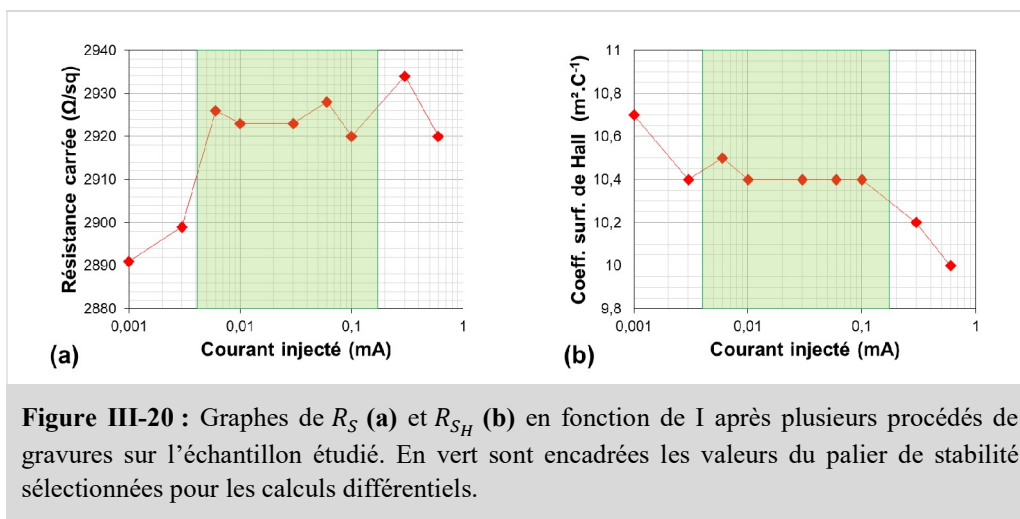 2940
2930
2920
2910
2900
2890
2880
Résistance carrée (Ω/sq)
0,001
0,01
0,1
1
Courant injecté (mA)
(a)
11
10,8
10,6
10,4
10,2
10
9,8
Coeff. surf. de Hall (m².C⁻¹)
0,001
0,01
0,1
1
Courant injecté (mA)
(b)
Figure III-20 : Graphes de R_S (a) et R_{S_H} (b) en fonction de I après plusieurs procédés de
gravures sur l’échantillon étudié. En vert sont encadrées les valeurs du palier de stabilité
sélectionnées pour les calculs différentiels.